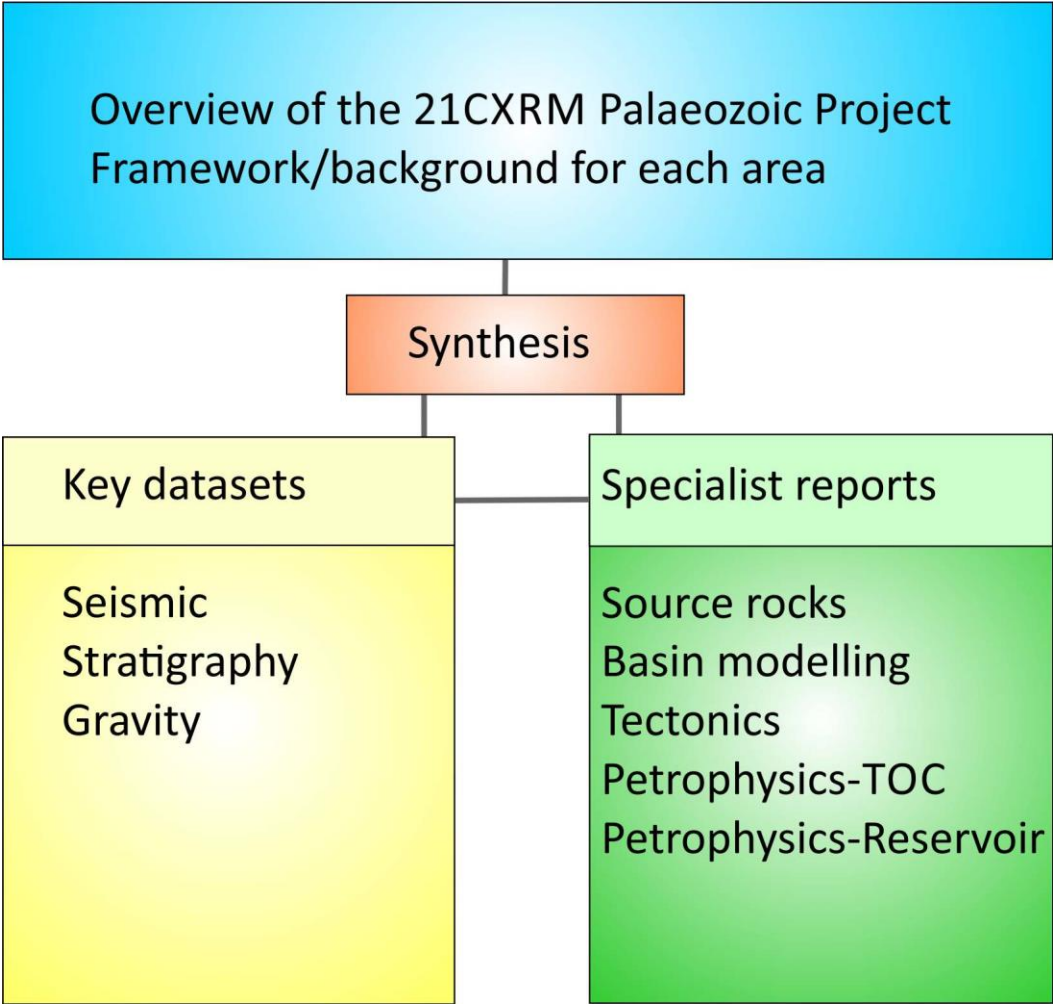 Overview of the 21CXRM Palaeozoic Project
Framework/background for each area
Synthesis
Key datasets
Seismic
Stratigraphy
Gravity
Specialist reports
Source rocks
Basin modelling
Tectonics
Petrophysics-TOC
Petrophysics-Reservoir